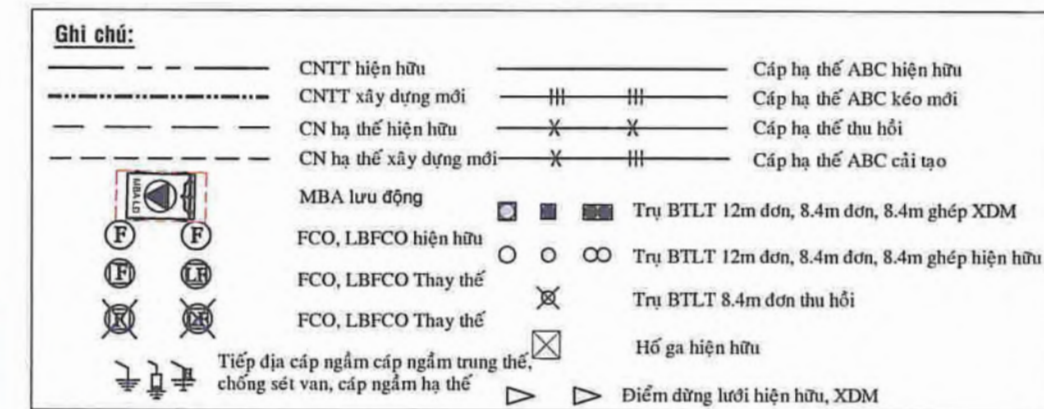 Ghi chú:
CNTT hiện hữu
CNTT xây dựng mới
CN hạ thế hiện hữu
CN hạ thế xây dựng mới
MBA LD
MBA lưu động
F F
FCO, LBFCO hiện hữu
LF
FCO, LBFCO Thay thế
FCO, LBFCO Thay thế
Tiếp địa cáp ngầm cáp ngầm trung thế,
chống sét van, cáp ngầm hạ thế
Cáp hạ thế ABC hiện hữu
Cáp hạ thế ABC kéo mới
Cáp hạ thế thu hồi
Cáp hạ thế ABC cải tạo
Trụ BTLT 12m đơn, 8.4m đơn, 8.4m ghép XDM
Trụ BTLT 12m đơn, 8.4m đơn, 8.4m ghép hiện hữu
Trụ BTLT 8.4m đơn thu hồi
Hố ga hiện hữu
Điểm dừng lưới hiện hữu, XDM